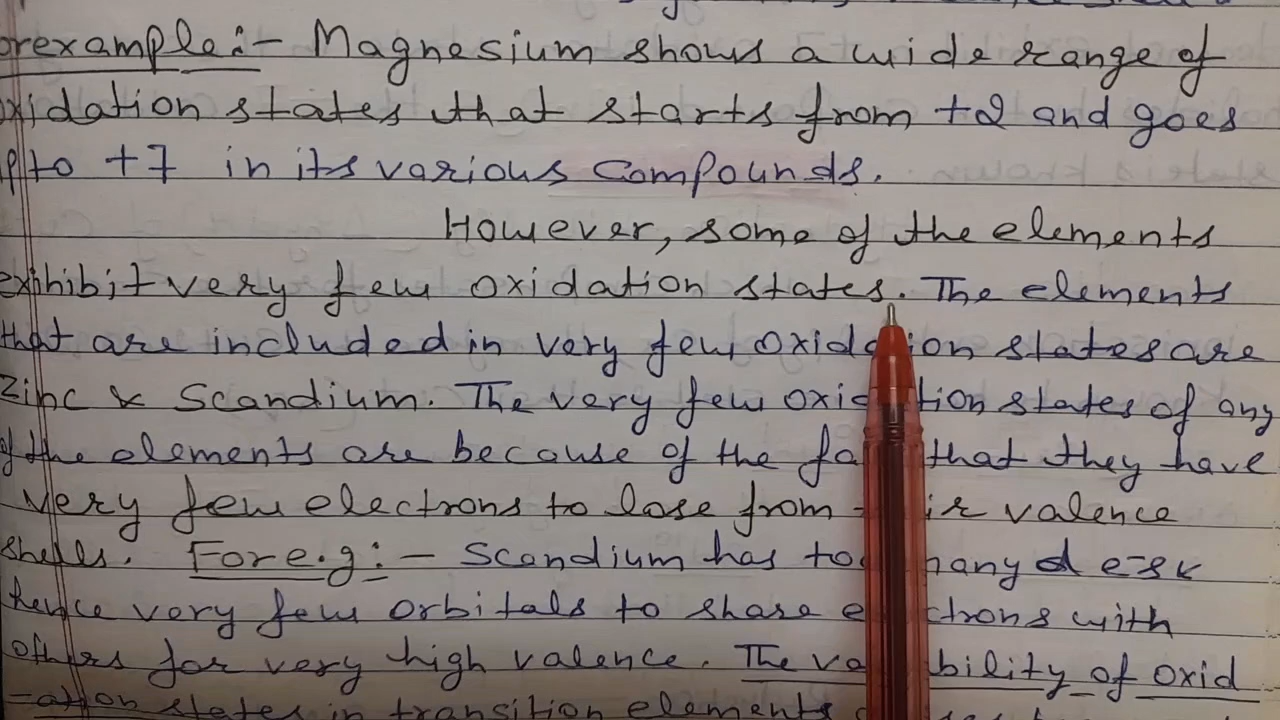 orexample:- Magnesium shows a wide range of
xidation states that starts from +2 and goes
pto +7 in its various compounds.
However, some of the elements
exihibit very few oxidation states. The elements
that are included in very few oxid ion states are
Zinc & Scandium. The very few oxid tion states of any
of the elements are because of the fa that they have
very few electrons to lose from ir valence
shells. For e.g:- Scandium has to many d e-s &
hence very few orbitals to share e ctrons with
others for very high valence. The va bility of oxid
-ation states in transition elements